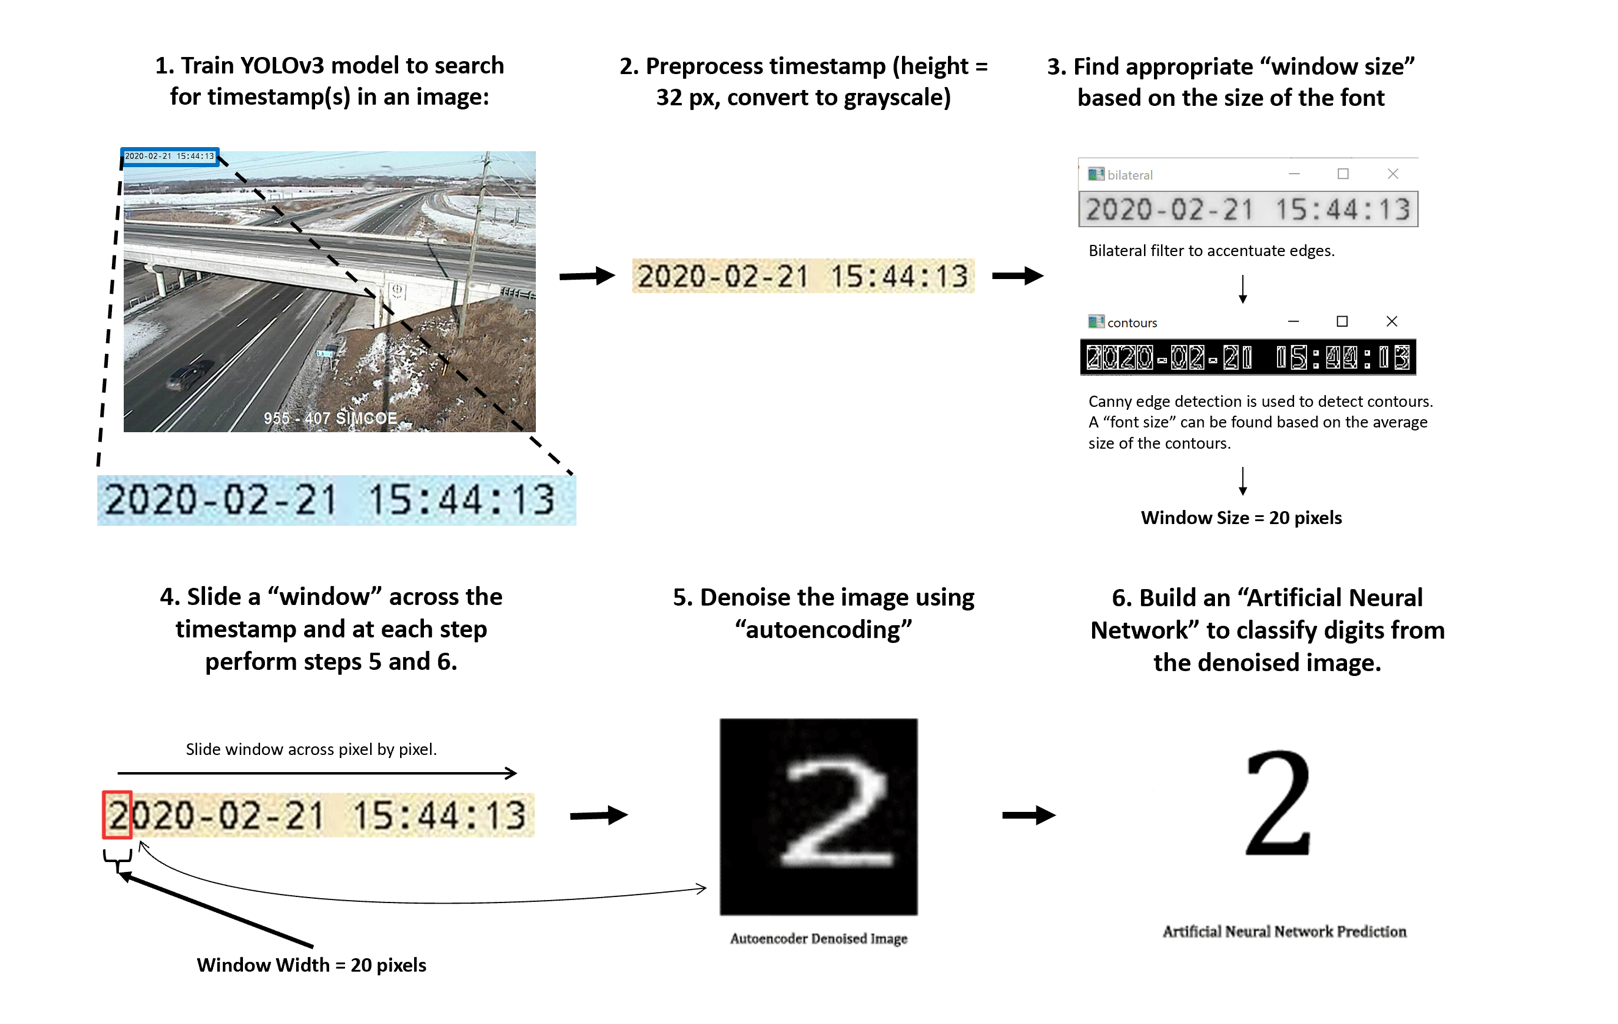 1. Train YOLOv3 model to search
for timestamp(s) in an image:
2020-02-21 15:44:13
955 - 407 SIMCOE
2020-02-21 15:44:13
2. Preprocess timestamp (height =
32 px, convert to grayscale)
2020-02-21 15:44:13
3. Find appropriate “window size”
based on the size of the font
bilateral
2020-02-21 15:44:13
Bilateral filter to accentuate edges.
contours
2020-02-21 15:44:13
Canny edge detection is used to detect contours.
A “font size” can be found based on the average
size of the contours.
Window Size = 20 pixels
4. Slide a “window” across the
timestamp and at each step
perform steps 5 and 6.
Slide window across pixel by pixel.
2020-02-21 15:44:13
Window Width = 20 pixels
5. Denoise the image using
“autoencoding”
2
Autoencoder Denoised Image
6. Build an “Artificial Neural
Network” to classify digits from
the denoised image.
2
Artificial Neural Network Prediction